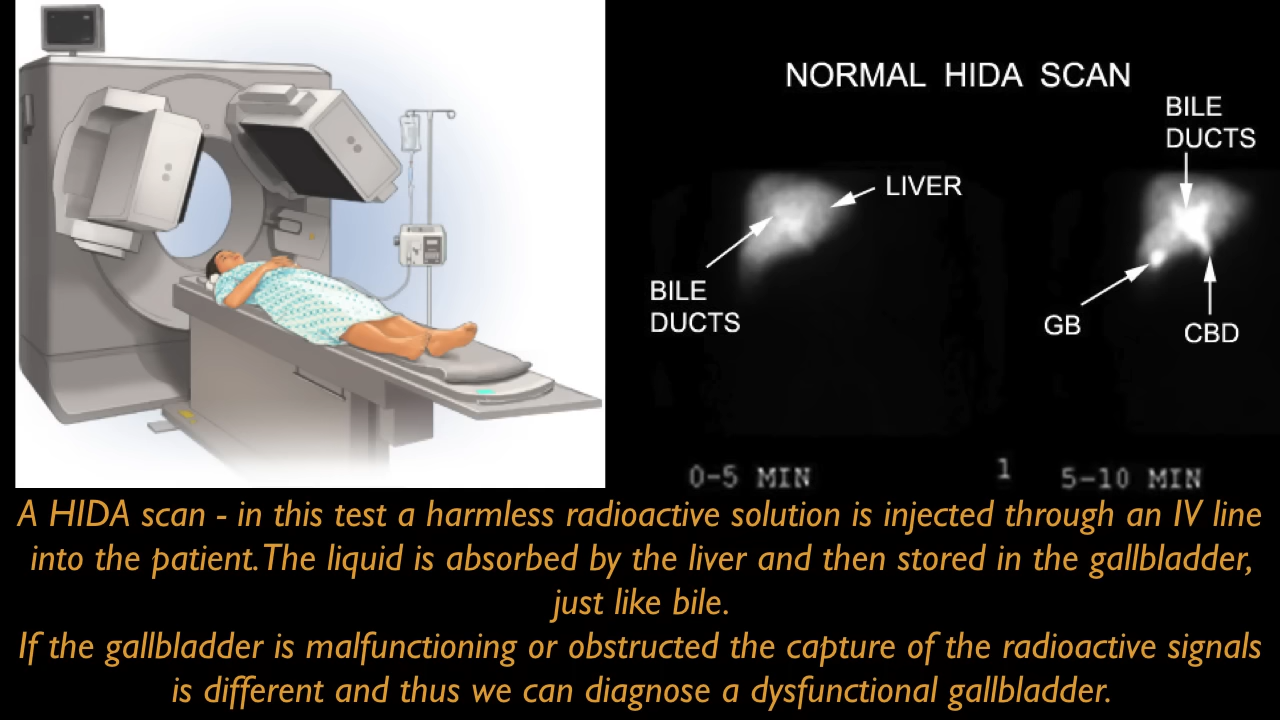 NORMAL HIDA SCAN
BILE
DUCTS
LIVER
BILE
DUCTS
GB
CBD
0-5 MIN
1
5-10 MIN
A HIDA scan - in this test a harmless radioactive solution is injected through an IV line
into the patient. The liquid is absorbed by the liver and then stored in the gallbladder,
just like bile.
If the gallbladder is malfunctioning or obstructed the capture of the radioactive signals
is different and thus we can diagnose a dysfunctional gallbladder.